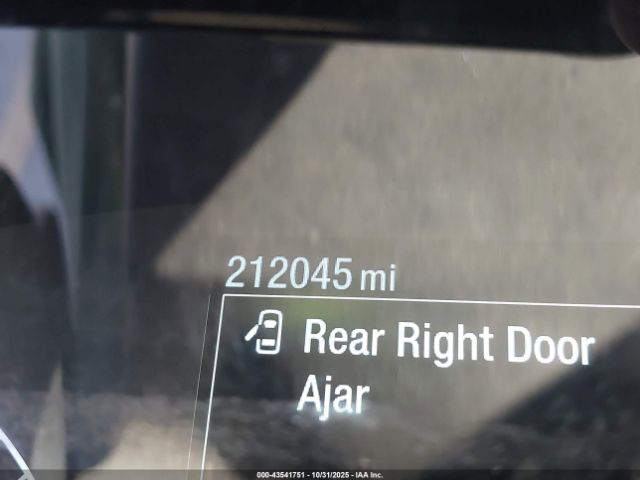 212045 mi
Rear Right Door
Ajar
000-43541751 - 10/31/2025 - IAA Inc.